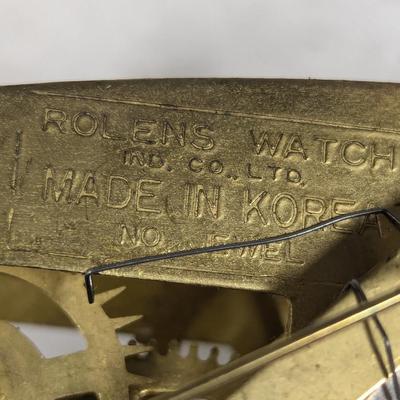 ROLENS WATCH
IND. CO., LTD.
MADE IN KOREA
NO JEWEL